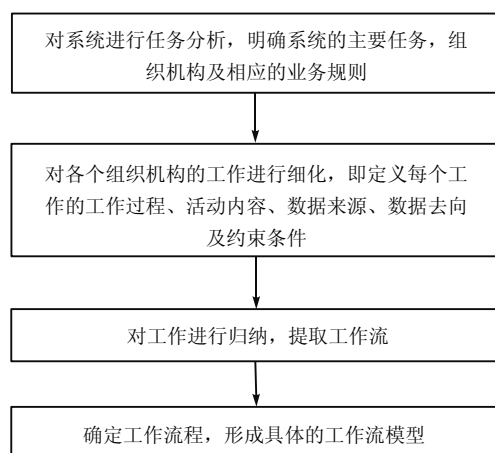 对系统进行任务分析，明确系统的主要任务，组
织机构及相应的业务规则
对各个组织机构的工作进行细化，即定义每个工
作的工作过程、活动内容、数据来源、数据去向
及约束条件
对工作进行归纳，提取工作流
确定工作流程，形成具体的工作流模型